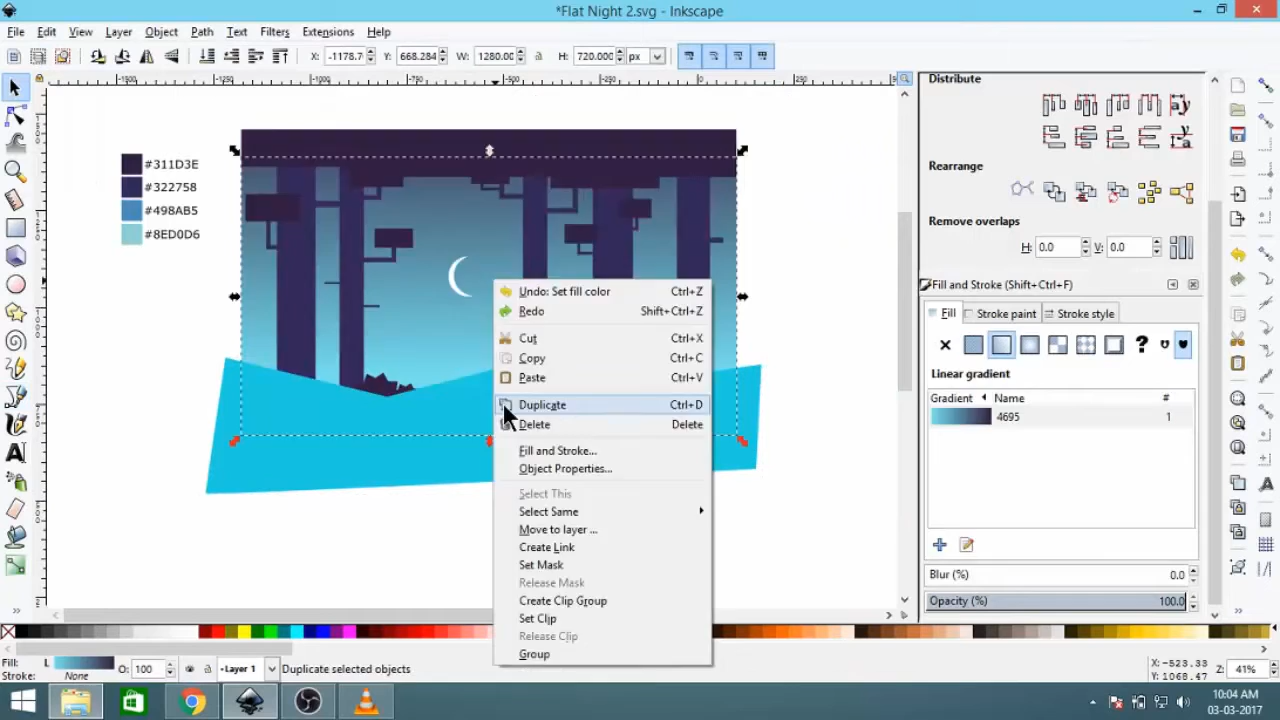 *Flat Night 2.svg - Inkscape
File Edit View Layer Object Path Text Filters Extensions Help
X: -1178.7 Y: 668.284 W: 1280.00 H: 720.000 px
Distribute
Rearrange
Remove overlaps
H: 0.0 V: 0.0
Fill and Stroke (Shift+Ctrl+F)
Fill Stroke paint Stroke style
Linear gradient
Gradient Name #
4695 1
Blur (%) 0.0
Opacity (%) 100.0
#311D3E
#322758
#498AB5
#8ED0D6
Undo: Set fill color Ctrl+Z
Redo Shift+Ctrl+Z
Cut Ctrl+X
Copy Ctrl+C
Paste Ctrl+V
Duplicate Ctrl+D
Delete Delete
Fill and Stroke...
Object Properties...
Select This
Select Same
Move to layer ...
Create Link
Set Mask
Release Mask
Create Clip Group
Set Clip
Release Clip
Group
Fill: L O: 100 Layer 1 Duplicate selected objects
Stroke: None
X: -523.33
Y: 1068.47
Z: 41%
10:04 AM
03-03-2017